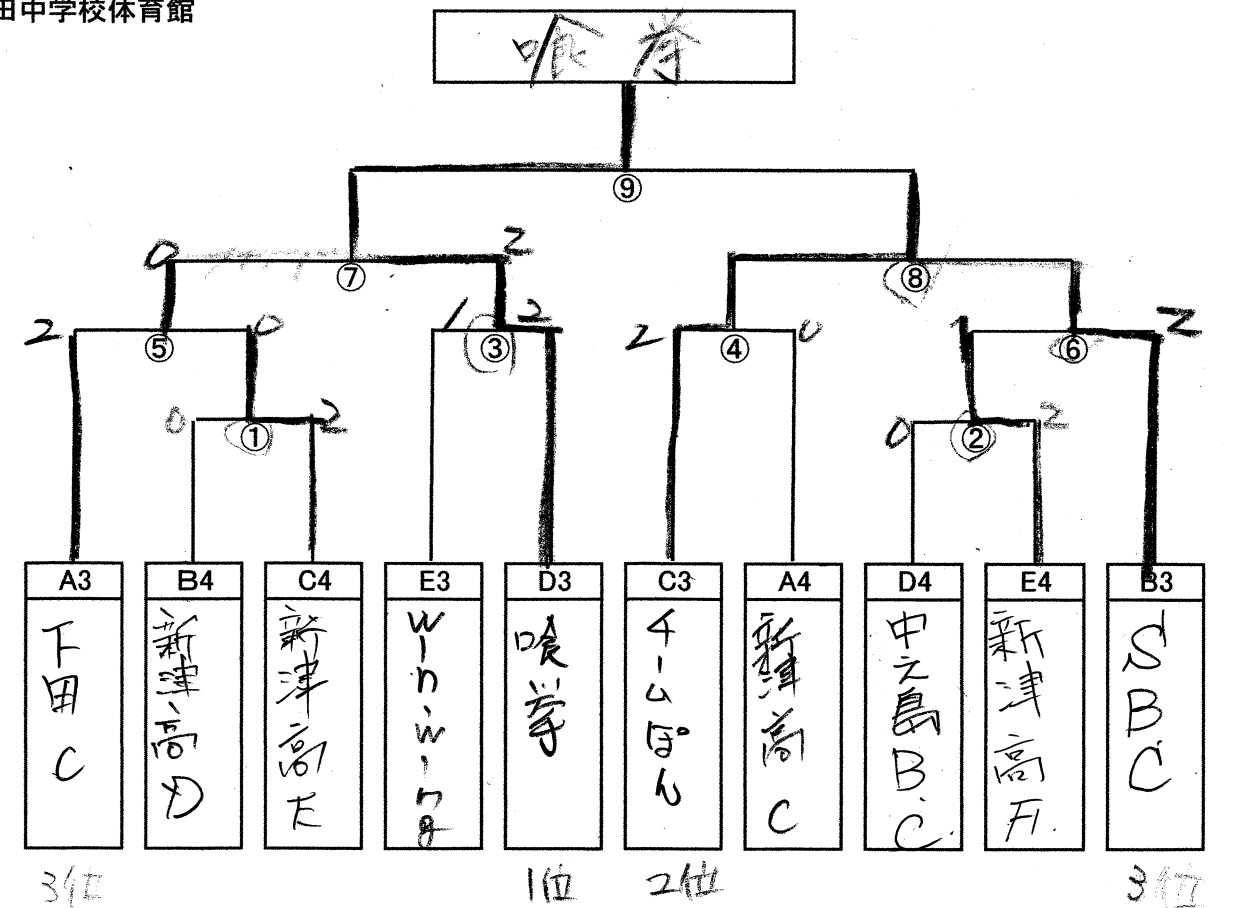 田中学校体育館
喰拳
⑨
0 2
⑦ ⑧
2 0 1 2 2 0 1 2
⑤ ③ ④ ⑥
0 2 0 2
① ②
A3 B4 C4 E3 D3 C3 A4 D4 E4 B3
下田C
新津高D
新津高E
win.wing
喰拳
チームぽん
新津高C
中之島B.C.
新津高F.
SBC
3位 1位 2位 3位